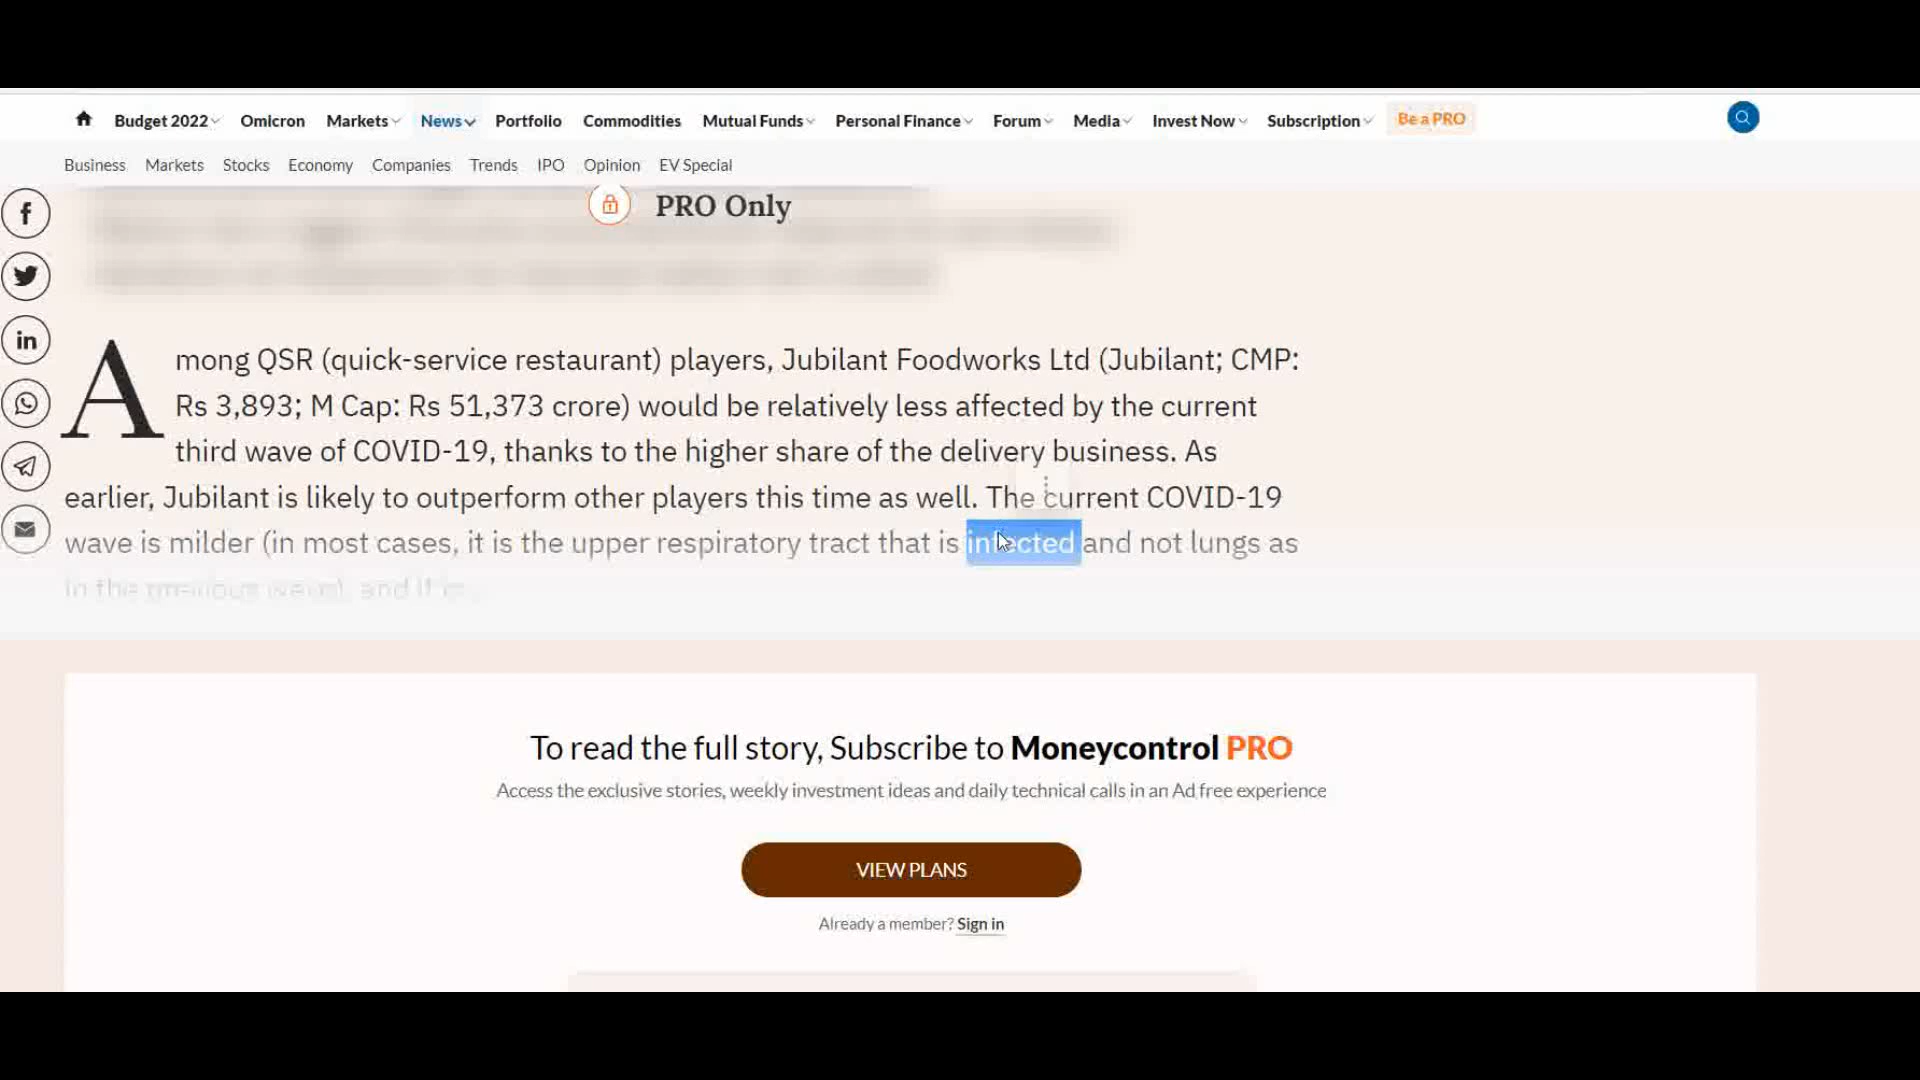 Budget 2022 Omicron Markets News Portfolio Commodities Mutual Funds Personal Finance Forum Media Invest Now Subscription Be a PRO
Business Markets Stocks Economy Companies Trends IPO Opinion EV Special
PRO Only
Among QSR (quick-service restaurant) players, Jubilant Foodworks Ltd (Jubilant; CMP:
Rs 3,893; M Cap: Rs 51,373 crore) would be relatively less affected by the current
third wave of COVID-19, thanks to the higher share of the delivery business. As
earlier, Jubilant is likely to outperform other players this time as well. The current COVID-19
wave is milder (in most cases, it is the upper respiratory tract that is infected and not lungs as
in the previous wave), and it is
To read the full story, Subscribe to Moneycontrol PRO
Access the exclusive stories, weekly investment ideas and daily technical calls in an Ad free experience
VIEW PLANS
Already a member? Sign in